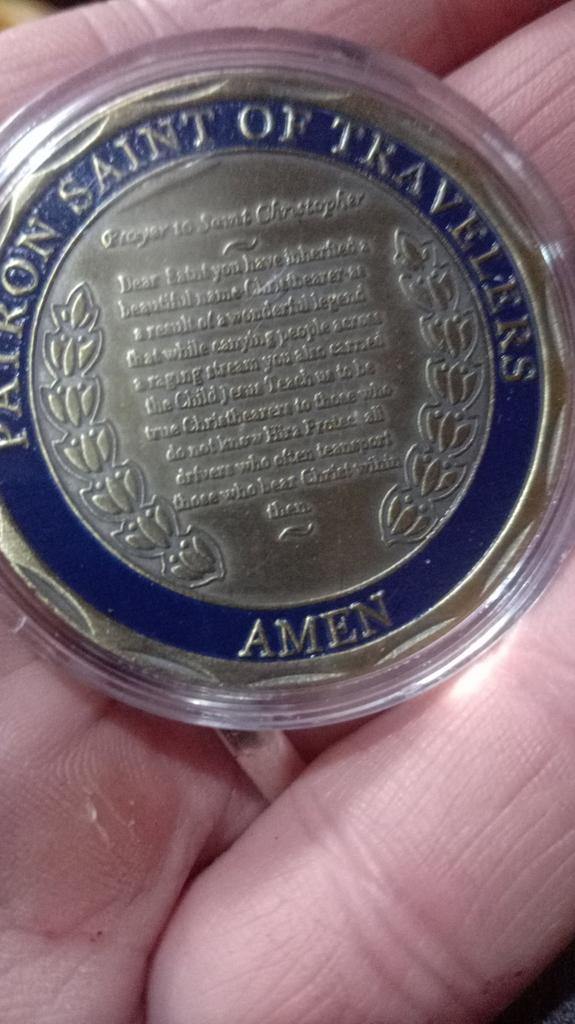 PATRON SAINT OF TRAVELERS
Prayer to Saint Christopher
Dear Saint you have inherited a
beautiful name Christbearer as
a result of a wonderful legend
that while carrying people across
a raging stream you also carried
the Child Jesus Teach us to be
true Christbearers to those who
do not know Him Protect all
drivers who often transport
those who bear Christ within
them.
AMEN